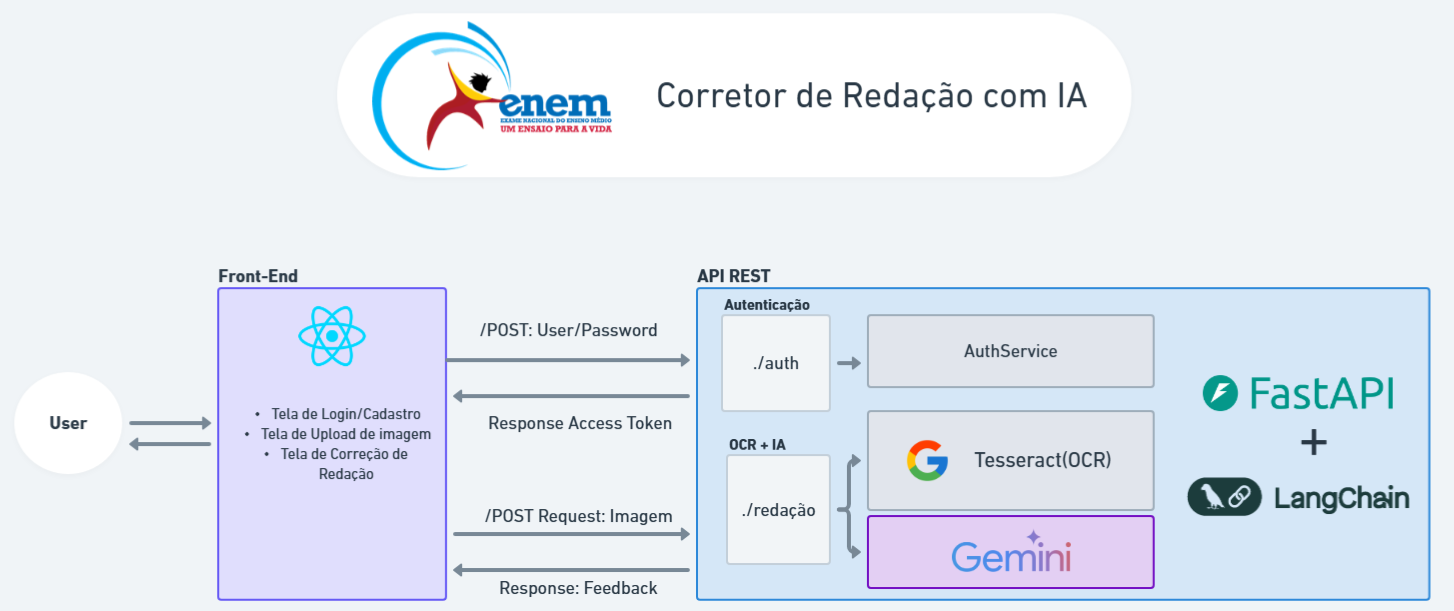 enem
EXAME NACIONAL DO ENSINO MÉDIO
UM ENSAIO PARA A VIDA
Corretor de Redação com IA
Front-End
API REST
User
• Tela de Login/Cadastro
• Tela de Upload de imagem
• Tela de Correção de
Redação
/POST: User/Password
Response Access Token
/POST Request: Imagem
Response: Feedback
Autenticação
./auth
AuthService
OCR + IA
./redação
Tesseract(OCR)
Gemini
FastAPI
+
LangChain